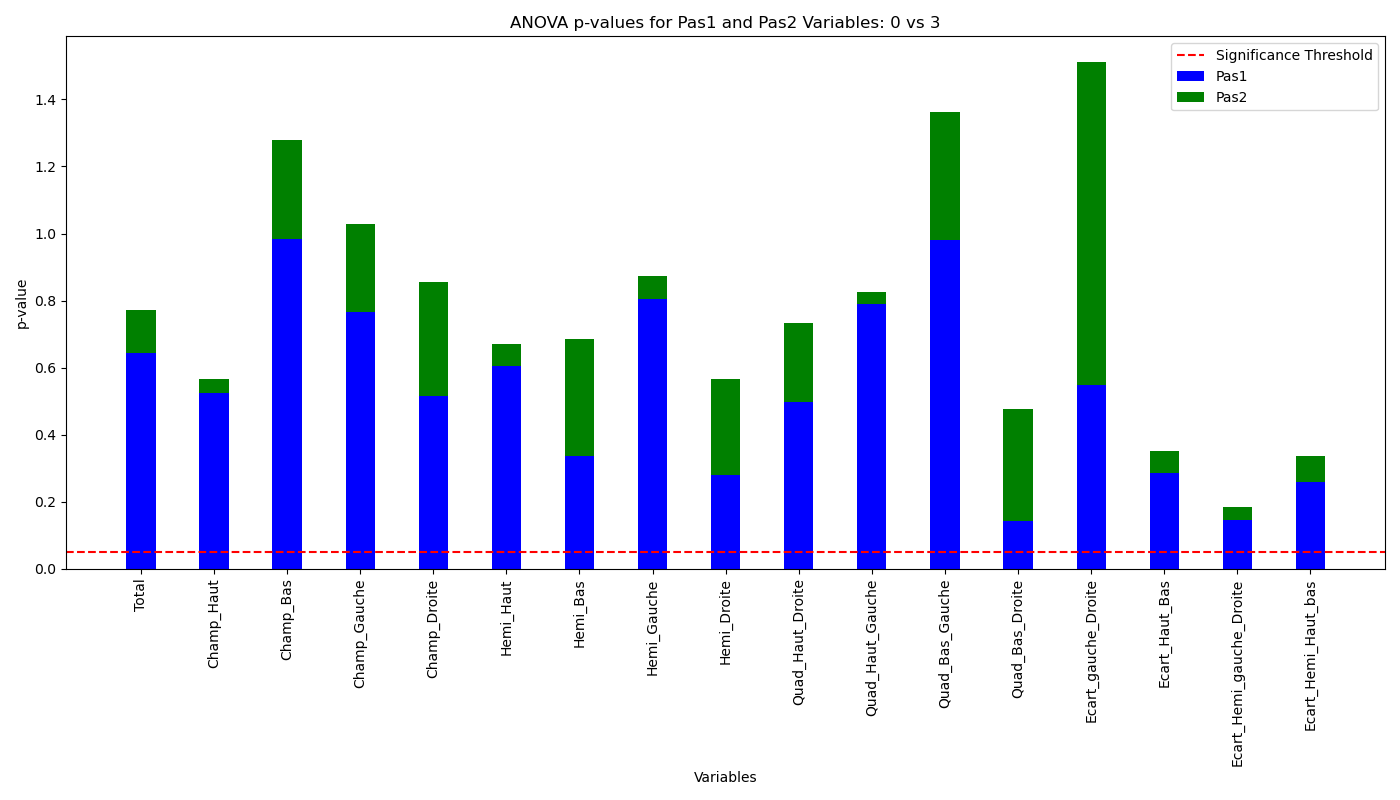 ANOVA p-values for Pas1 and Pas2 Variables: 0 vs 3
Significance Threshold
Pas1
Pas2
p-value
1.4
1.2
1.0
0.8
0.6
0.4
0.2
0.0
Total
Champ_Haut
Champ_Bas
Champ_Gauche
Champ_Droite
Hemi_Haut
Hemi_Bas
Hemi_Gauche
Hemi_Droite
Quad_Haut_Droite
Quad_Haut_Gauche
Quad_Bas_Gauche
Quad_Bas_Droite
Ecart_gauche_Droite
Ecart_Haut_Bas
Ecart_Hemi_gauche_Droite
Ecart_Hemi_Haut_bas
Variables